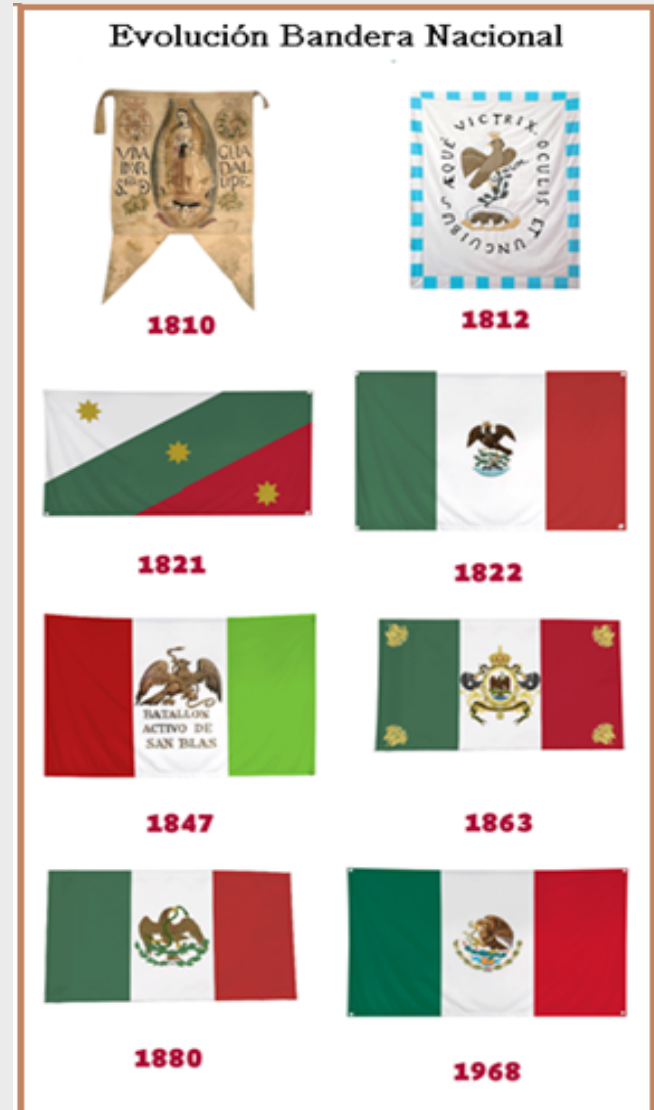 Evolución Bandera Nacional
VIVA
GUA
DAL
UPE.
VICTRIX. OCULIS ET UNGUIBUS ÆQUÈ
1810
1812
1821
1822
BATALLON
ACTIVO DE
SAN BLAS
1847
1863
1880
1968